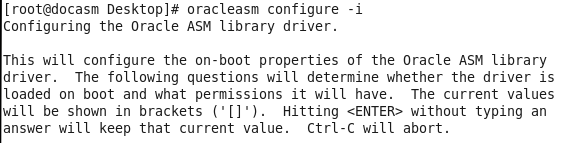 [root@docasm Desktop]# oracleasm configure -i
Configuring the Oracle ASM library driver.

This will configure the on-boot properties of the Oracle ASM library
driver.  The following questions will determine whether the driver is
loaded on boot and what permissions it will have.  The current values
will be shown in brackets ('[]').  Hitting <ENTER> without typing an
answer will keep that current value.  Ctrl-C will abort.